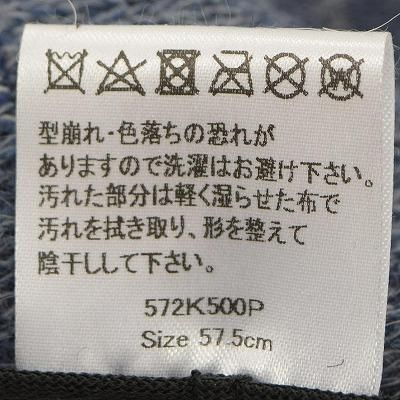 型崩れ・色落ちの恐れが
ありますので洗濯はお避け下さい。
汚れた部分は軽く湿らせた布で
汚れを拭き取り、形を整えて
陰干しして下さい。
572K500P
Size 57.5cm